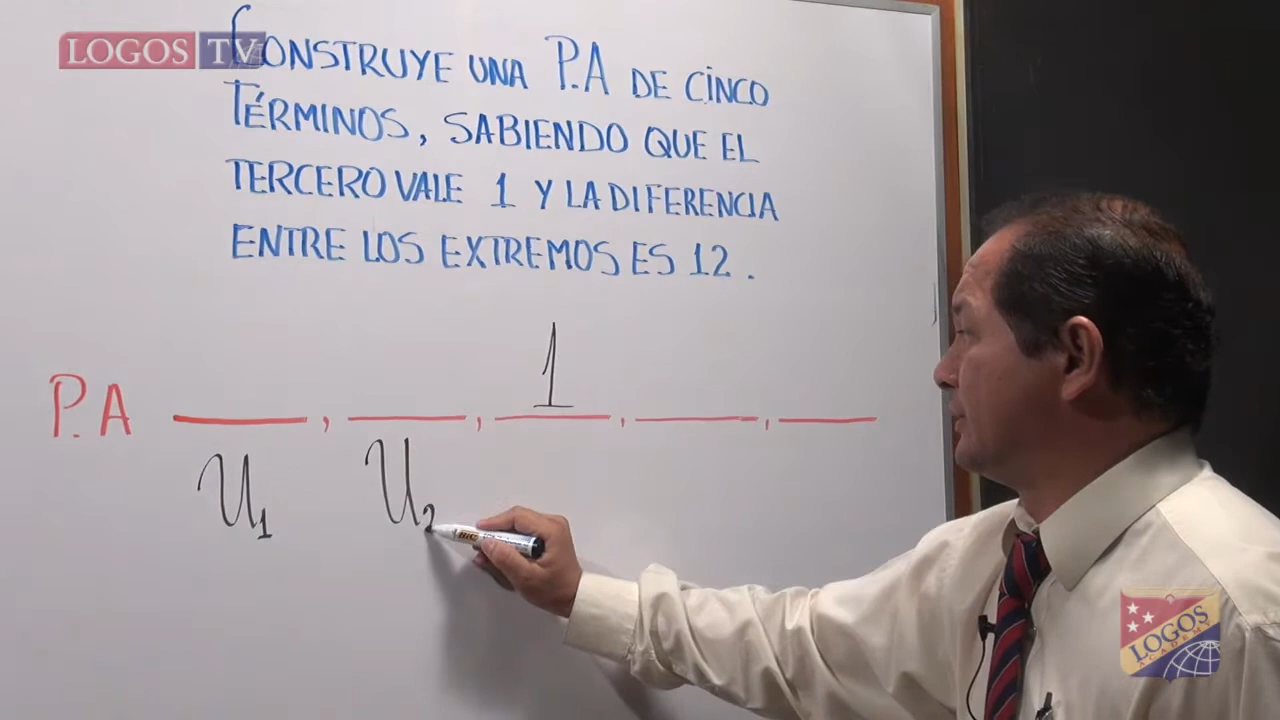 LOGOS TV
CONSTRUYE UNA P.A DE CINCO
TÉRMINOS, SABIENDO QUE EL
TERCERO VALE 1 Y LA DIFERENCIA
ENTRE LOS EXTREMOS ES 12.
1
P.A ___, ___, ___, ___, ___
U1 U2
BIC
LOGOS
ACADEMY